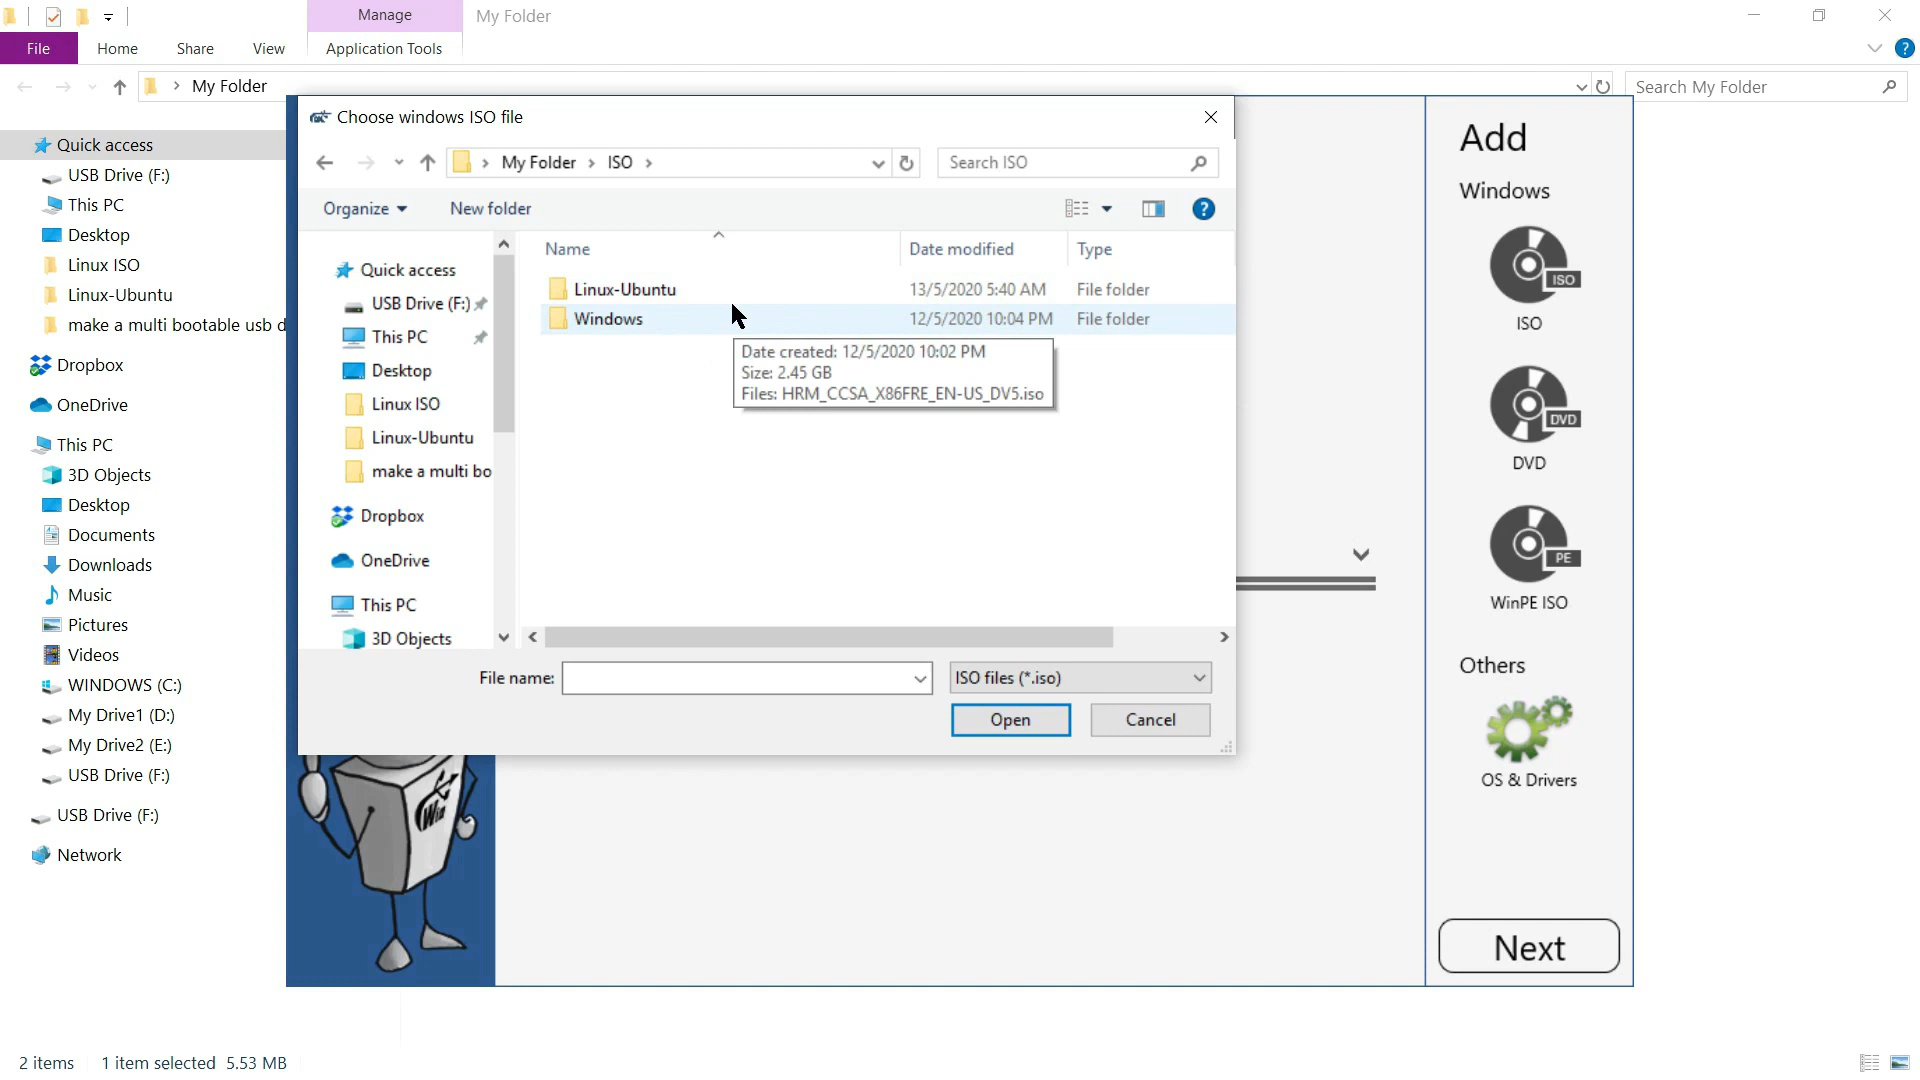 Manage
My Folder
File
Home
Share
View
Application Tools
My Folder
Search My Folder
Quick access
USB Drive (F:)
This PC
Desktop
Linux ISO
Linux-Ubuntu
make a multi bootable usb d
Dropbox
OneDrive
This PC
3D Objects
Desktop
Documents
Downloads
Music
Pictures
Videos
WINDOWS (C:)
My Drive1 (D:)
My Drive2 (E:)
USB Drive (F:)
USB Drive (F:)
Network
Choose windows ISO file
My Folder > ISO >
Search ISO
Organize
New folder
Quick access
USB Drive (F:)
This PC
Desktop
Linux ISO
Linux-Ubuntu
make a multi bo
Dropbox
OneDrive
This PC
3D Objects
Name
Date modified
Type
Linux-Ubuntu
13/5/2020 5:40 AM
File folder
Windows
12/5/2020 10:04 PM
File folder
Date created: 12/5/2020 10:02 PM
Size: 2.45 GB
Files: HRM_CCSA_X86FRE_EN-US_DV5.iso
File name:
ISO files (*.iso)
Open
Cancel
Win
Add
Windows
ISO
ISO
DVD
DVD
PE
WinPE ISO
Others
OS & Drivers
Next
2 items
1 item selected 5.53 MB